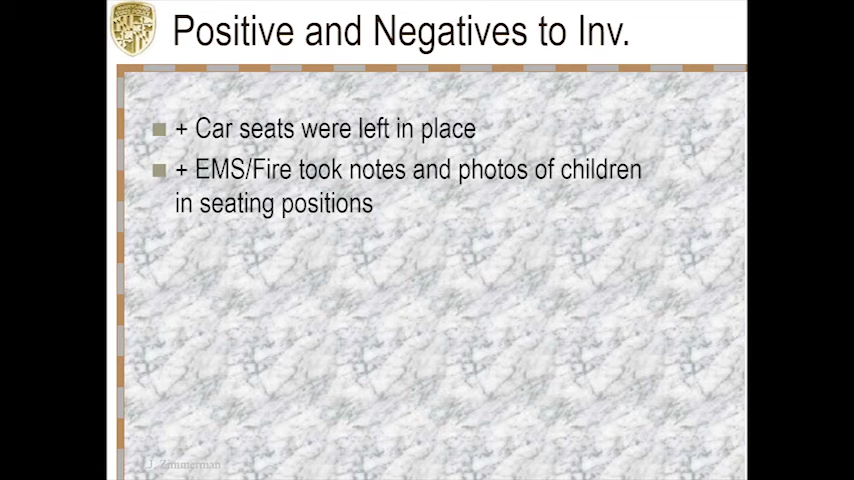 Positive and Negatives to Inv.
+ Car seats were left in place
+ EMS/Fire took notes and photos of children
in seating positions
J. Zimmerman